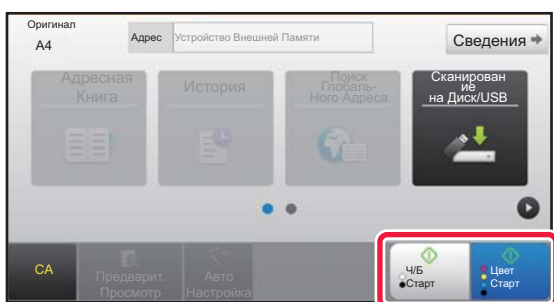 Оригинал
A4
Адрес
Устройство Внешней Памяти
Сведения
Адресная
Книга
История
Поиск
Глобаль-
Ного Адреса
Сканирован
ие
на Диск/USB
CA
Предварит.
Просмотр
Авто
Настройка
Ч/Б
Старт
Цвет
Старт